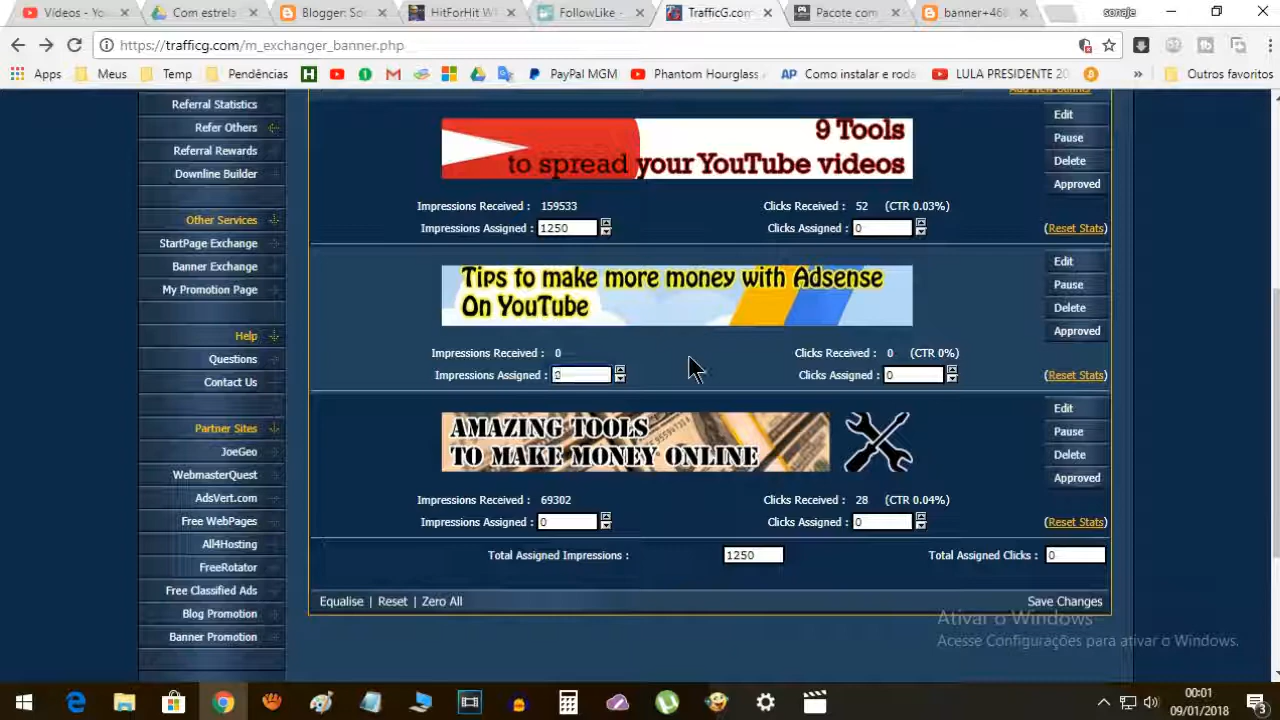 Vídeos - You
Com estrela
Blogger: So
HitForHit W
FollowLike -
TrafficG.com
Pacote com
banner+46
sonaje
https://trafficg.com/m_exchanger_banner.php
Apps
Meus
Temp
Pendências
PayPal MGM
Phantom Hourglass
Como instalar e roda
LULA PRESIDENTE 20
»
Outros favoritos
Referral Statistics
Refer Others
Referral Rewards
Downline Builder
Other Services
StartPage Exchange
Banner Exchange
My Promotion Page
Help
Questions
Contact Us
Partner Sites
JoeGeo
WebmasterQuest
AdsVert.com
Free WebPages
All4Hosting
FreeRotator
Free Classified Ads
Blog Promotion
Banner Promotion
Add New Banner
9 Tools
to spread your YouTube videos
Edit
Pause
Delete
Approved
Impressions Received : 159533 Clicks Received : 52 (CTR 0.03%)
Impressions Assigned : 1250 Clicks Assigned : 0 (Reset Stats)
Tips to make more money with Adsense
On YouTube
Edit
Pause
Delete
Approved
Impressions Received : 0 Clicks Received : 0 (CTR 0%)
Impressions Assigned : 0 Clicks Assigned : 0 (Reset Stats)
AMAZING TOOLS
TO MAKE MONEY ONLINE
Edit
Pause
Delete
Approved
Impressions Received : 69302 Clicks Received : 28 (CTR 0.04%)
Impressions Assigned : 0 Clicks Assigned : 0 (Reset Stats)
Total Assigned Impressions : 1250 Total Assigned Clicks : 0
Equalise | Reset | Zero All Save Changes
Ativar o Windows
Acesse Configurações para ativar o Windows.
00:01
09/01/2018
3